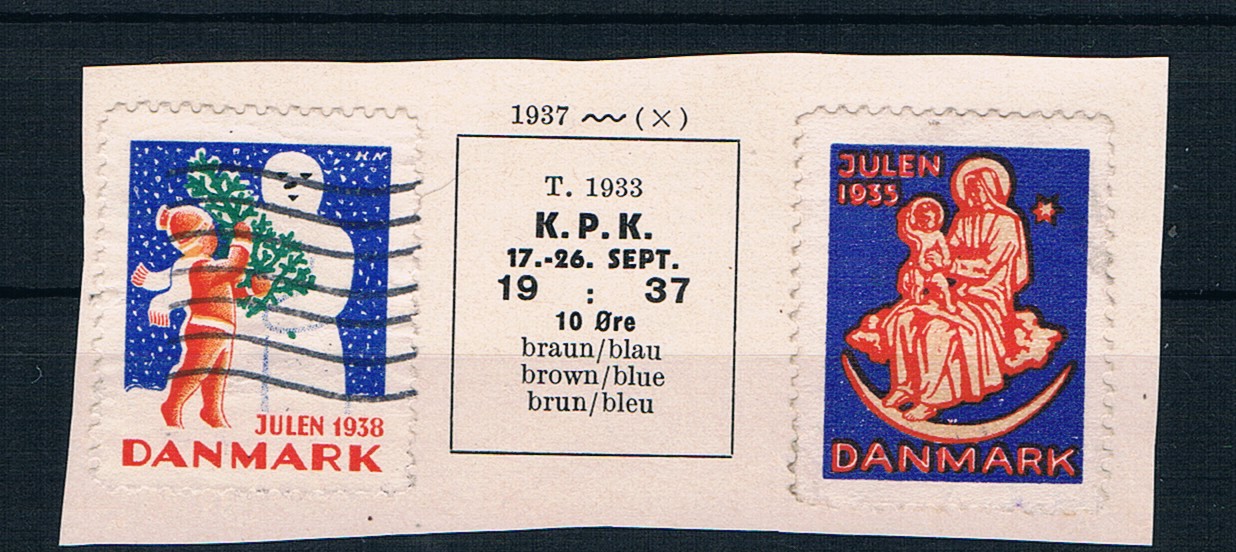 HN
JULEN 1938
DANMARK
1937 (×)
T. 1933
K.P.K.
17.-26. SEPT.
19 : 37
10 Øre
braun/blau
brown/blue
brun/bleu
JULEN
1935
DANMARK